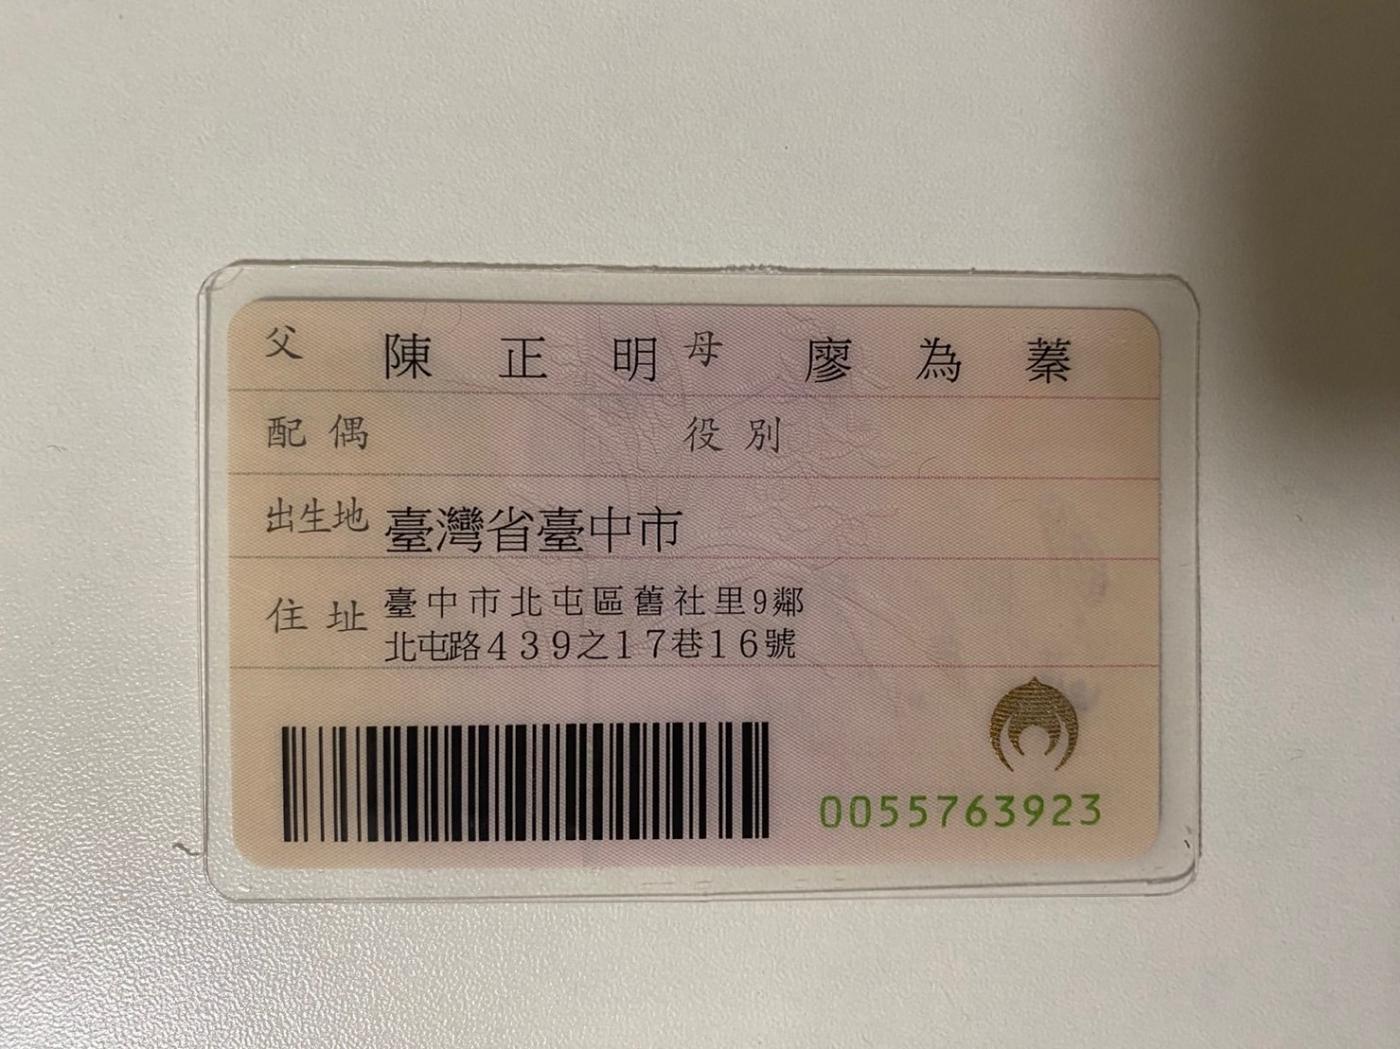 父 陳正明 母 廖為蓁
配偶 役別
出生地 臺灣省臺中市
住址 臺中市北屯區舊社里9鄰
北屯路439之17巷16號
0055763923